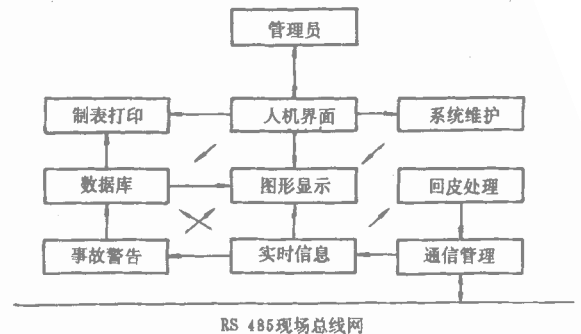 管理员
制表打印
人机界面
系统维护
数据库
图形显示
回皮处理
事故警告
实时信息
通信管理
RS 485现场总线网